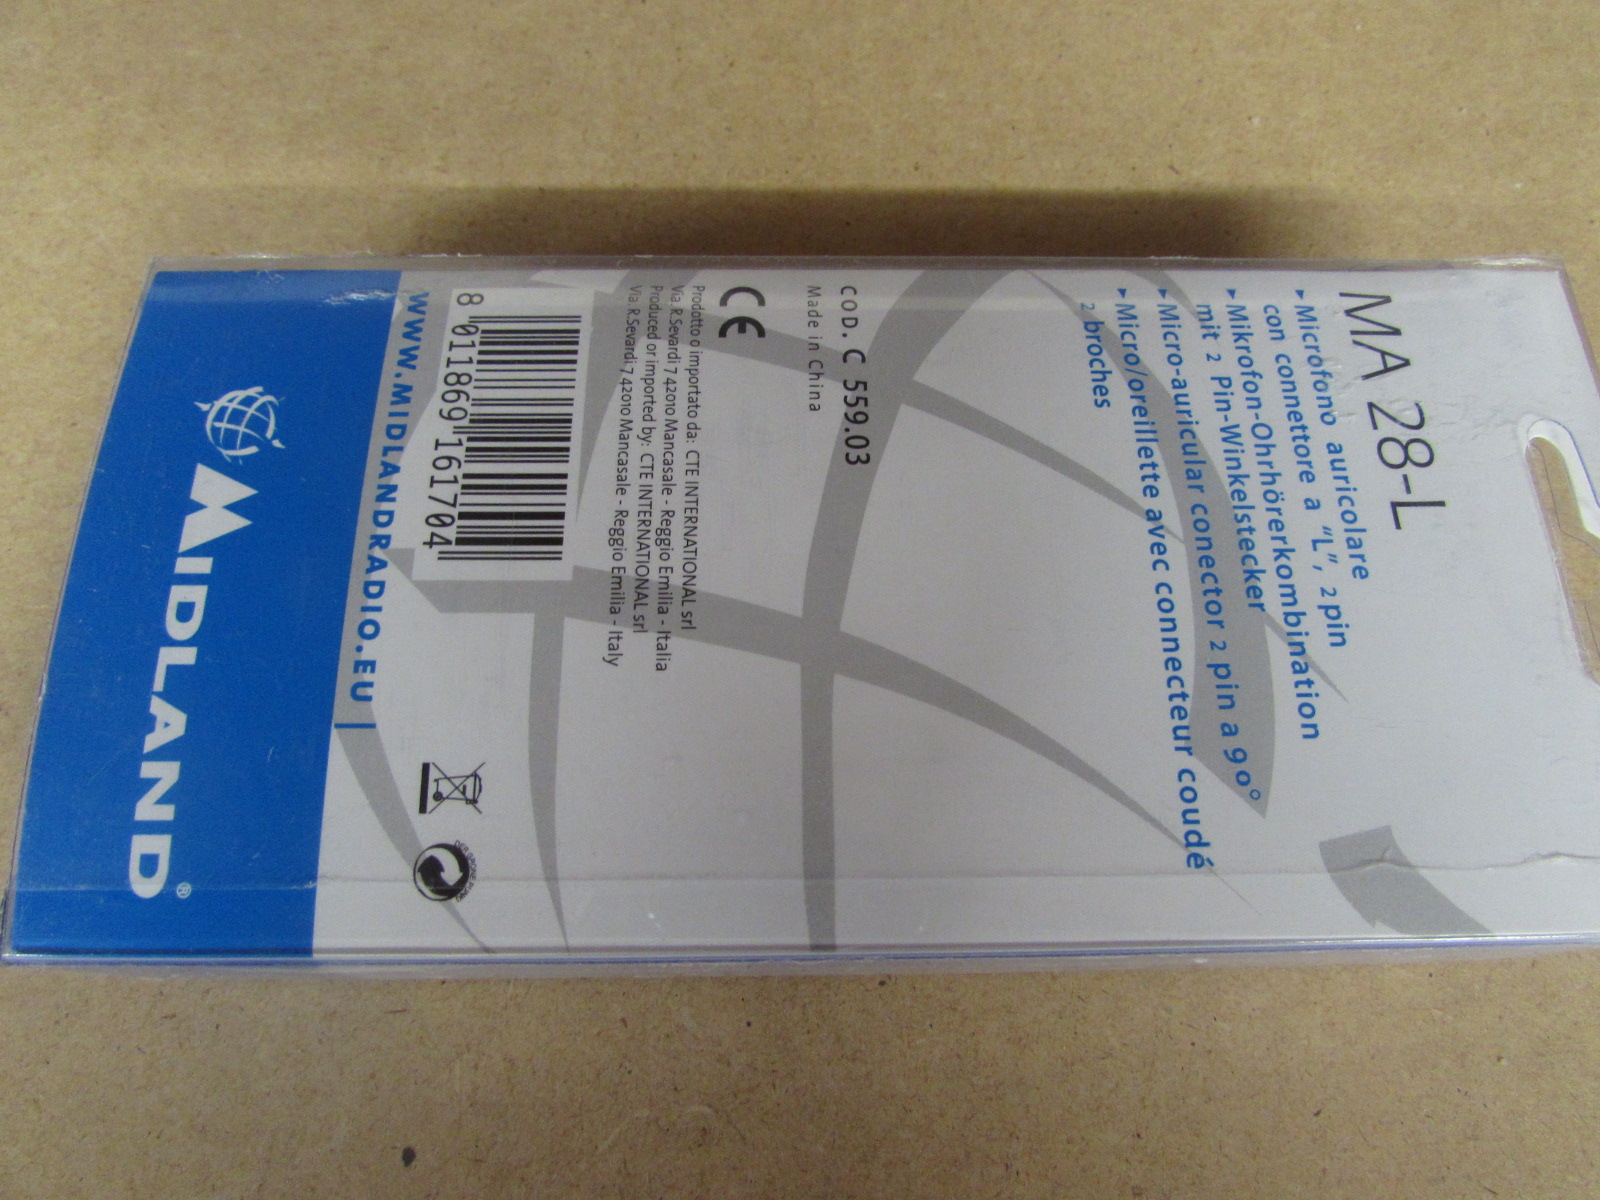 MA 28-L
▸Microfono auricolare
con connettore a "L", 2 pin
▸Mikrofon-Ohrhörerkombination
mit 2 Pin-Winkelstecker
▸Micro-auricular conector 2 pin a 90°
▸Micro/oreillette avec connecteur coudé
2 broches
COD. C 559.03
Made in China
CE
Prodotto o importato da: CTE INTERNATIONAL srl
Via. R.Sevardi 7 42010 Mancasale - Reggio Emilia - Italia
Produced or imported by: CTE INTERNATIONAL srl
Via. R.Sevardi 7 42010 Mancasale - Reggio Emilia - Italy
8 011869 161704
WWW.MIDLANDRADIO.EU |
MIDLAND®